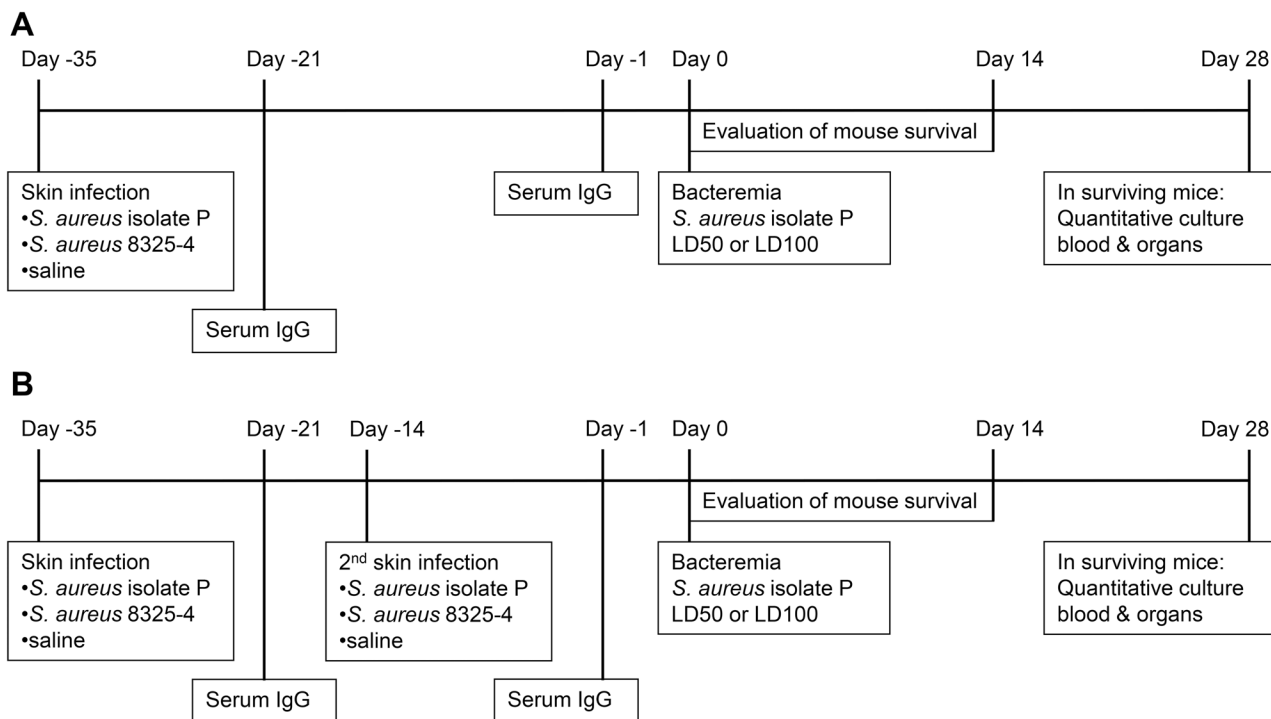 A
Day -35 Day -21 Day -1 Day 0 Day 14 Day 28
Evaluation of mouse survival
Skin infection
•S. aureus isolate P
•S. aureus 8325-4
•saline
Serum IgG
Serum IgG
Bacteremia
S. aureus isolate P
LD50 or LD100
In surviving mice:
Quantitative culture
blood & organs
B
Day -35 Day -21 Day -14 Day -1 Day 0 Day 14 Day 28
Evaluation of mouse survival
Skin infection
•S. aureus isolate P
•S. aureus 8325-4
•saline
Serum IgG
2nd skin infection
•S. aureus isolate P
•S. aureus 8325-4
•saline
Serum IgG
Bacteremia
S. aureus isolate P
LD50 or LD100
In surviving mice:
Quantitative culture
blood & organs